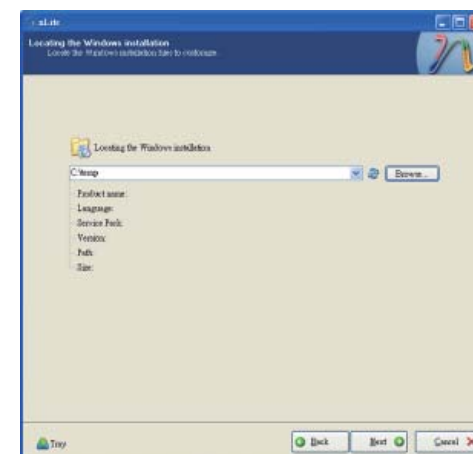 nLite
Locating the Windows installation
Locate the Windows installation files to customize
Locating the Windows installation
C:\temp
Browse...
Product name:
Language:
Service Pack:
Version:
Path:
Size:
Tray
Back
Next
Cancel